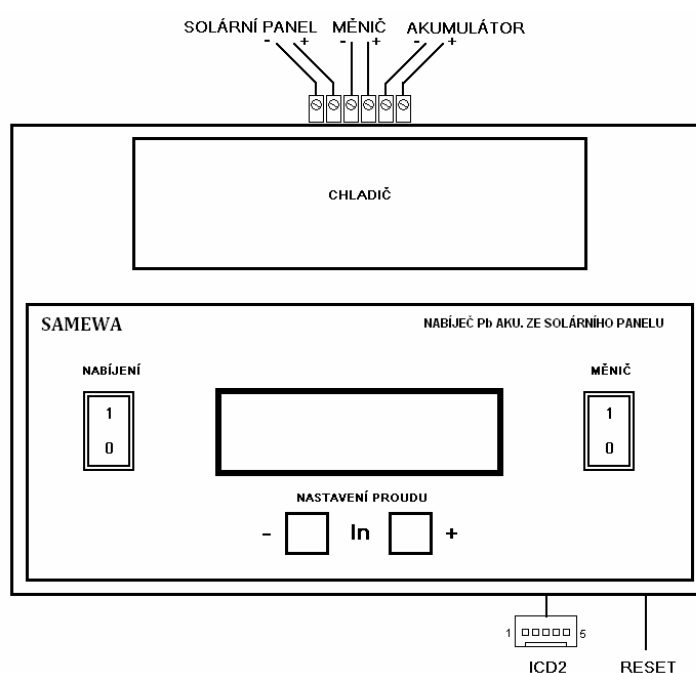 SOLÁRNÍ PANEL MĚNIČ AKUMULÁTOR
- + - + - +
CHLADIČ
SAMEWA
NABÍJEČ Pb AKU. ZE SOLÁRNÍHO PANELU
NABÍJENÍ
MĚNIČ
1
0
1
0
NASTAVENÍ PROUDU
- In +
1 5
ICD2
RESET